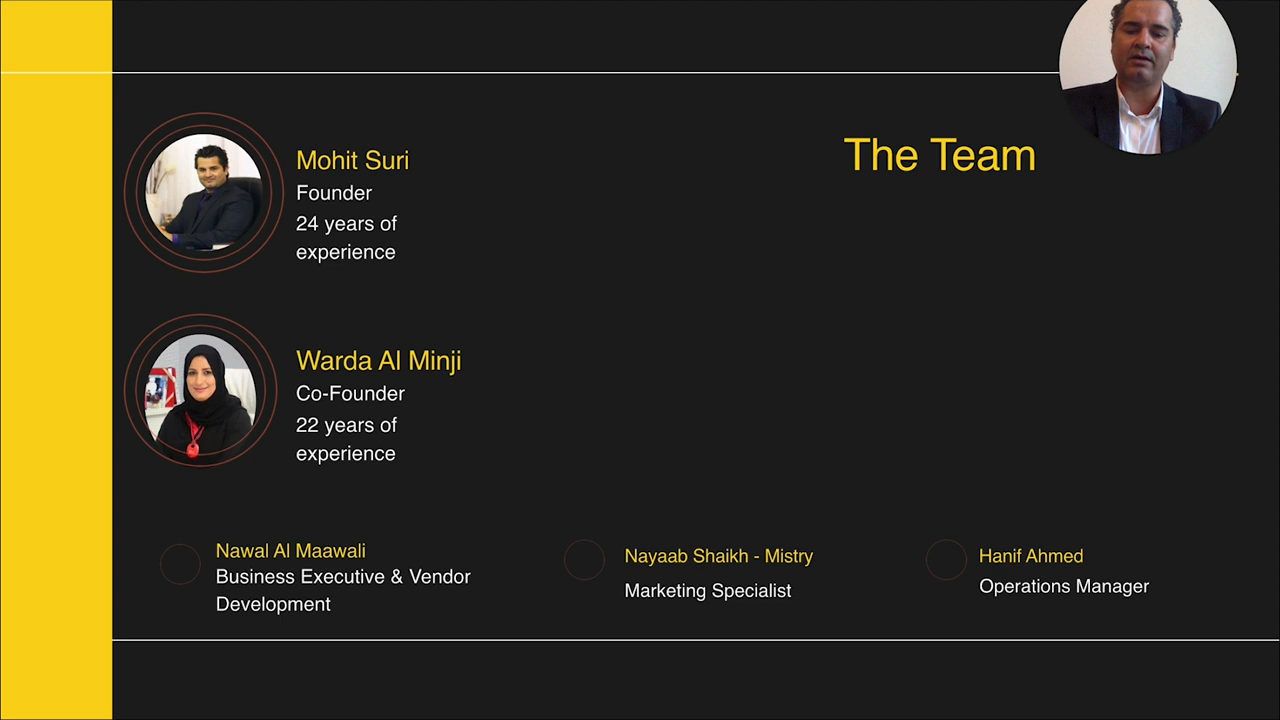 The Team
Mohit Suri
Founder
24 years of
experience
Warda Al Minji
Co-Founder
22 years of
experience
Nawal Al Maawali
Business Executive & Vendor
Development
Nayaab Shaikh - Mistry
Marketing Specialist
Hanif Ahmed
Operations Manager